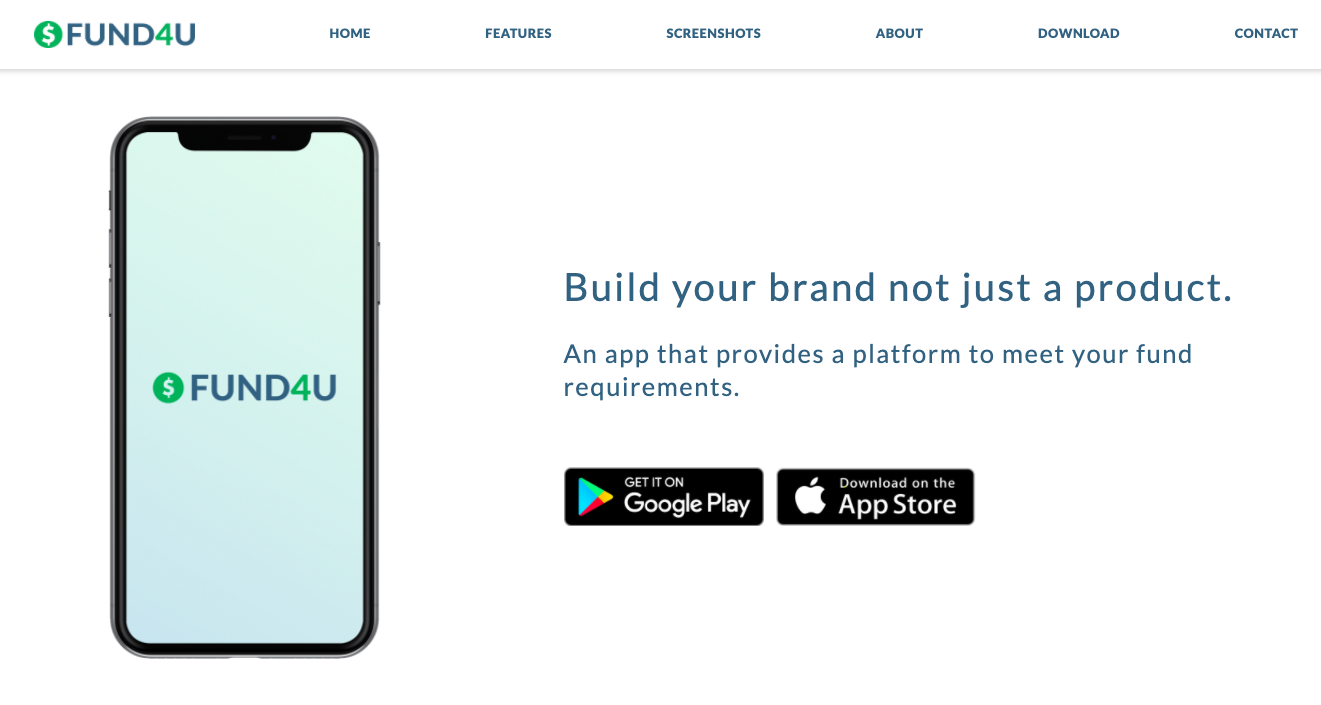 $ FUND4U
HOME
FEATURES
SCREENSHOTS
ABOUT
DOWNLOAD
CONTACT
$ FUND4U
Build your brand not just a product.
An app that provides a platform to meet your fund
requirements.
GET IT ON
Google Play
Download on the
App Store